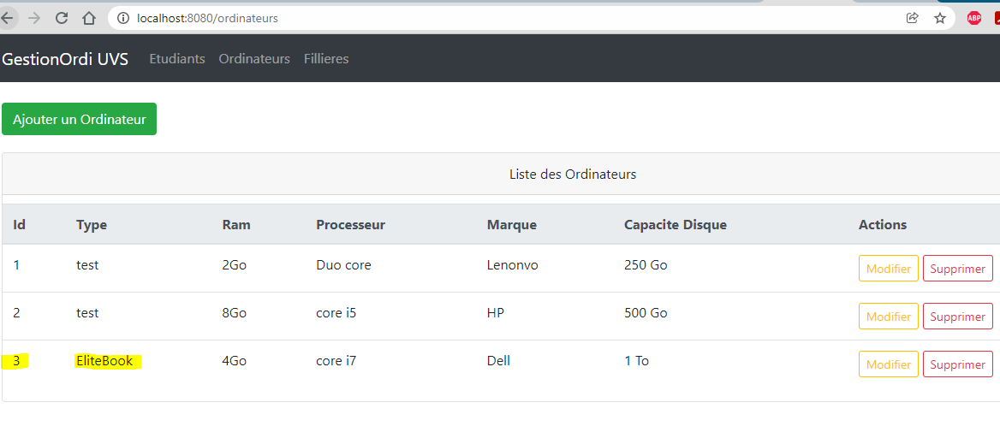 localhost:8080/ordinateurs
ABP
GestionOrdi UVS Etudiants Ordinateurs Fillieres
Ajouter un Ordinateur
Liste des Ordinateurs
Id Type Ram Processeur Marque Capacite Disque Actions
1 test 2Go Duo core Lenonvo 250 Go Modifier Supprimer
2 test 8Go core i5 HP 500 Go Modifier Supprimer
3 EliteBook 4Go core i7 Dell 1 To Modifier Supprimer